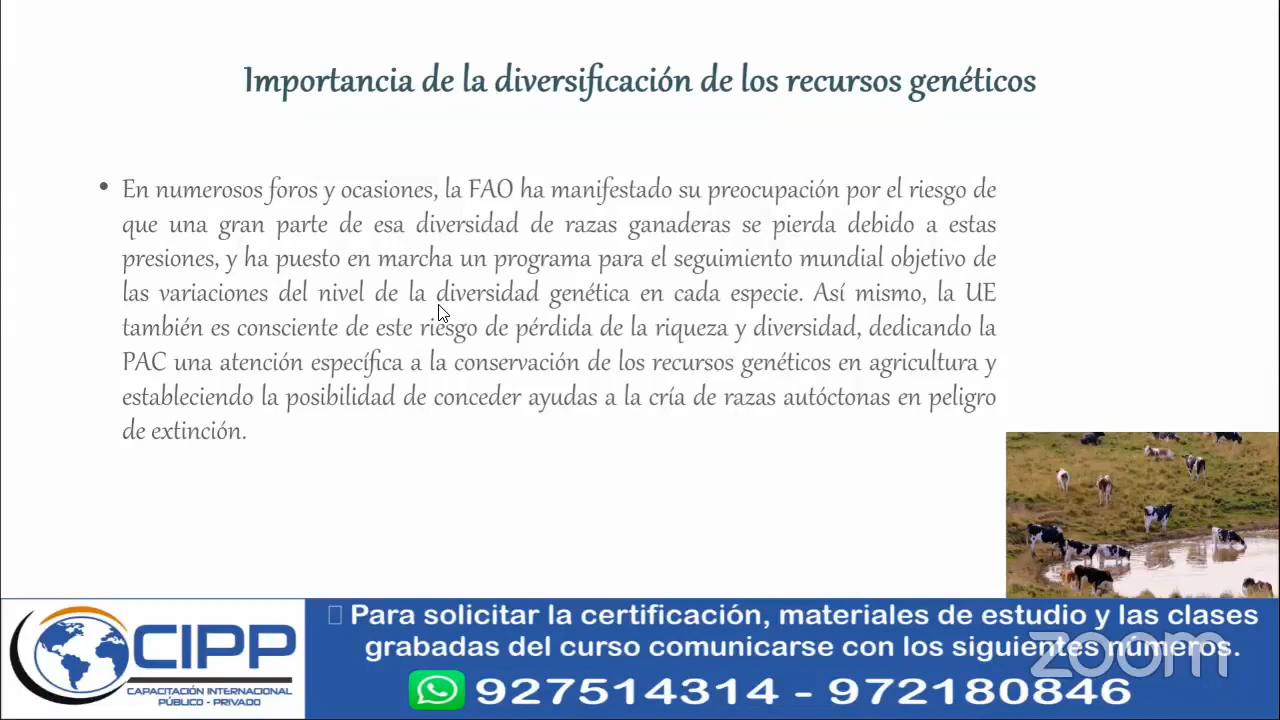 Importancia de la diversificación de los recursos genéticos
• En numerosos foros y ocasiones, la FAO ha manifestado su preocupación por el riesgo de
que una gran parte de esa diversidad de razas ganaderas se pierda debido a estas
presiones, y ha puesto en marcha un programa para el seguimiento mundial objetivo de
las variaciones del nivel de la diversidad genética en cada especie. Así mismo, la UE
también es consciente de este riesgo de pérdida de la riqueza y diversidad, dedicando la
PAC una atención específica a la conservación de los recursos genéticos en agricultura y
estableciendo la posibilidad de conceder ayudas a la cría de razas autóctonas en peligro
de extinción.
CIPP
CAPACITACIÓN INTERNACIONAL
PÚBLICO - PRIVADO
Para solicitar la certificación, materiales de estudio y las clases
grabadas del curso comunicarse con los siguientes números.
927514314 - 972180846
zoom